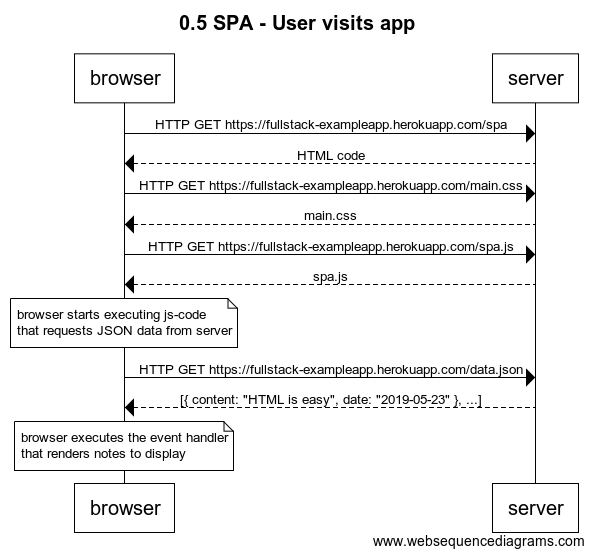 0.5 SPA - User visits app
browser
server
HTTP GET https://fullstack-exampleapp.herokuapp.com/spa
HTML code
HTTP GET https://fullstack-exampleapp.herokuapp.com/main.css
main.css
HTTP GET https://fullstack-exampleapp.herokuapp.com/spa.js
spa.js
browser starts executing js-code
that requests JSON data from server
HTTP GET https://fullstack-exampleapp.herokuapp.com/data.json
[{ content: "HTML is easy", date: "2019-05-23" }, ...]
browser executes the event handler
that renders notes to display
browser
server
www.websequencediagrams.com